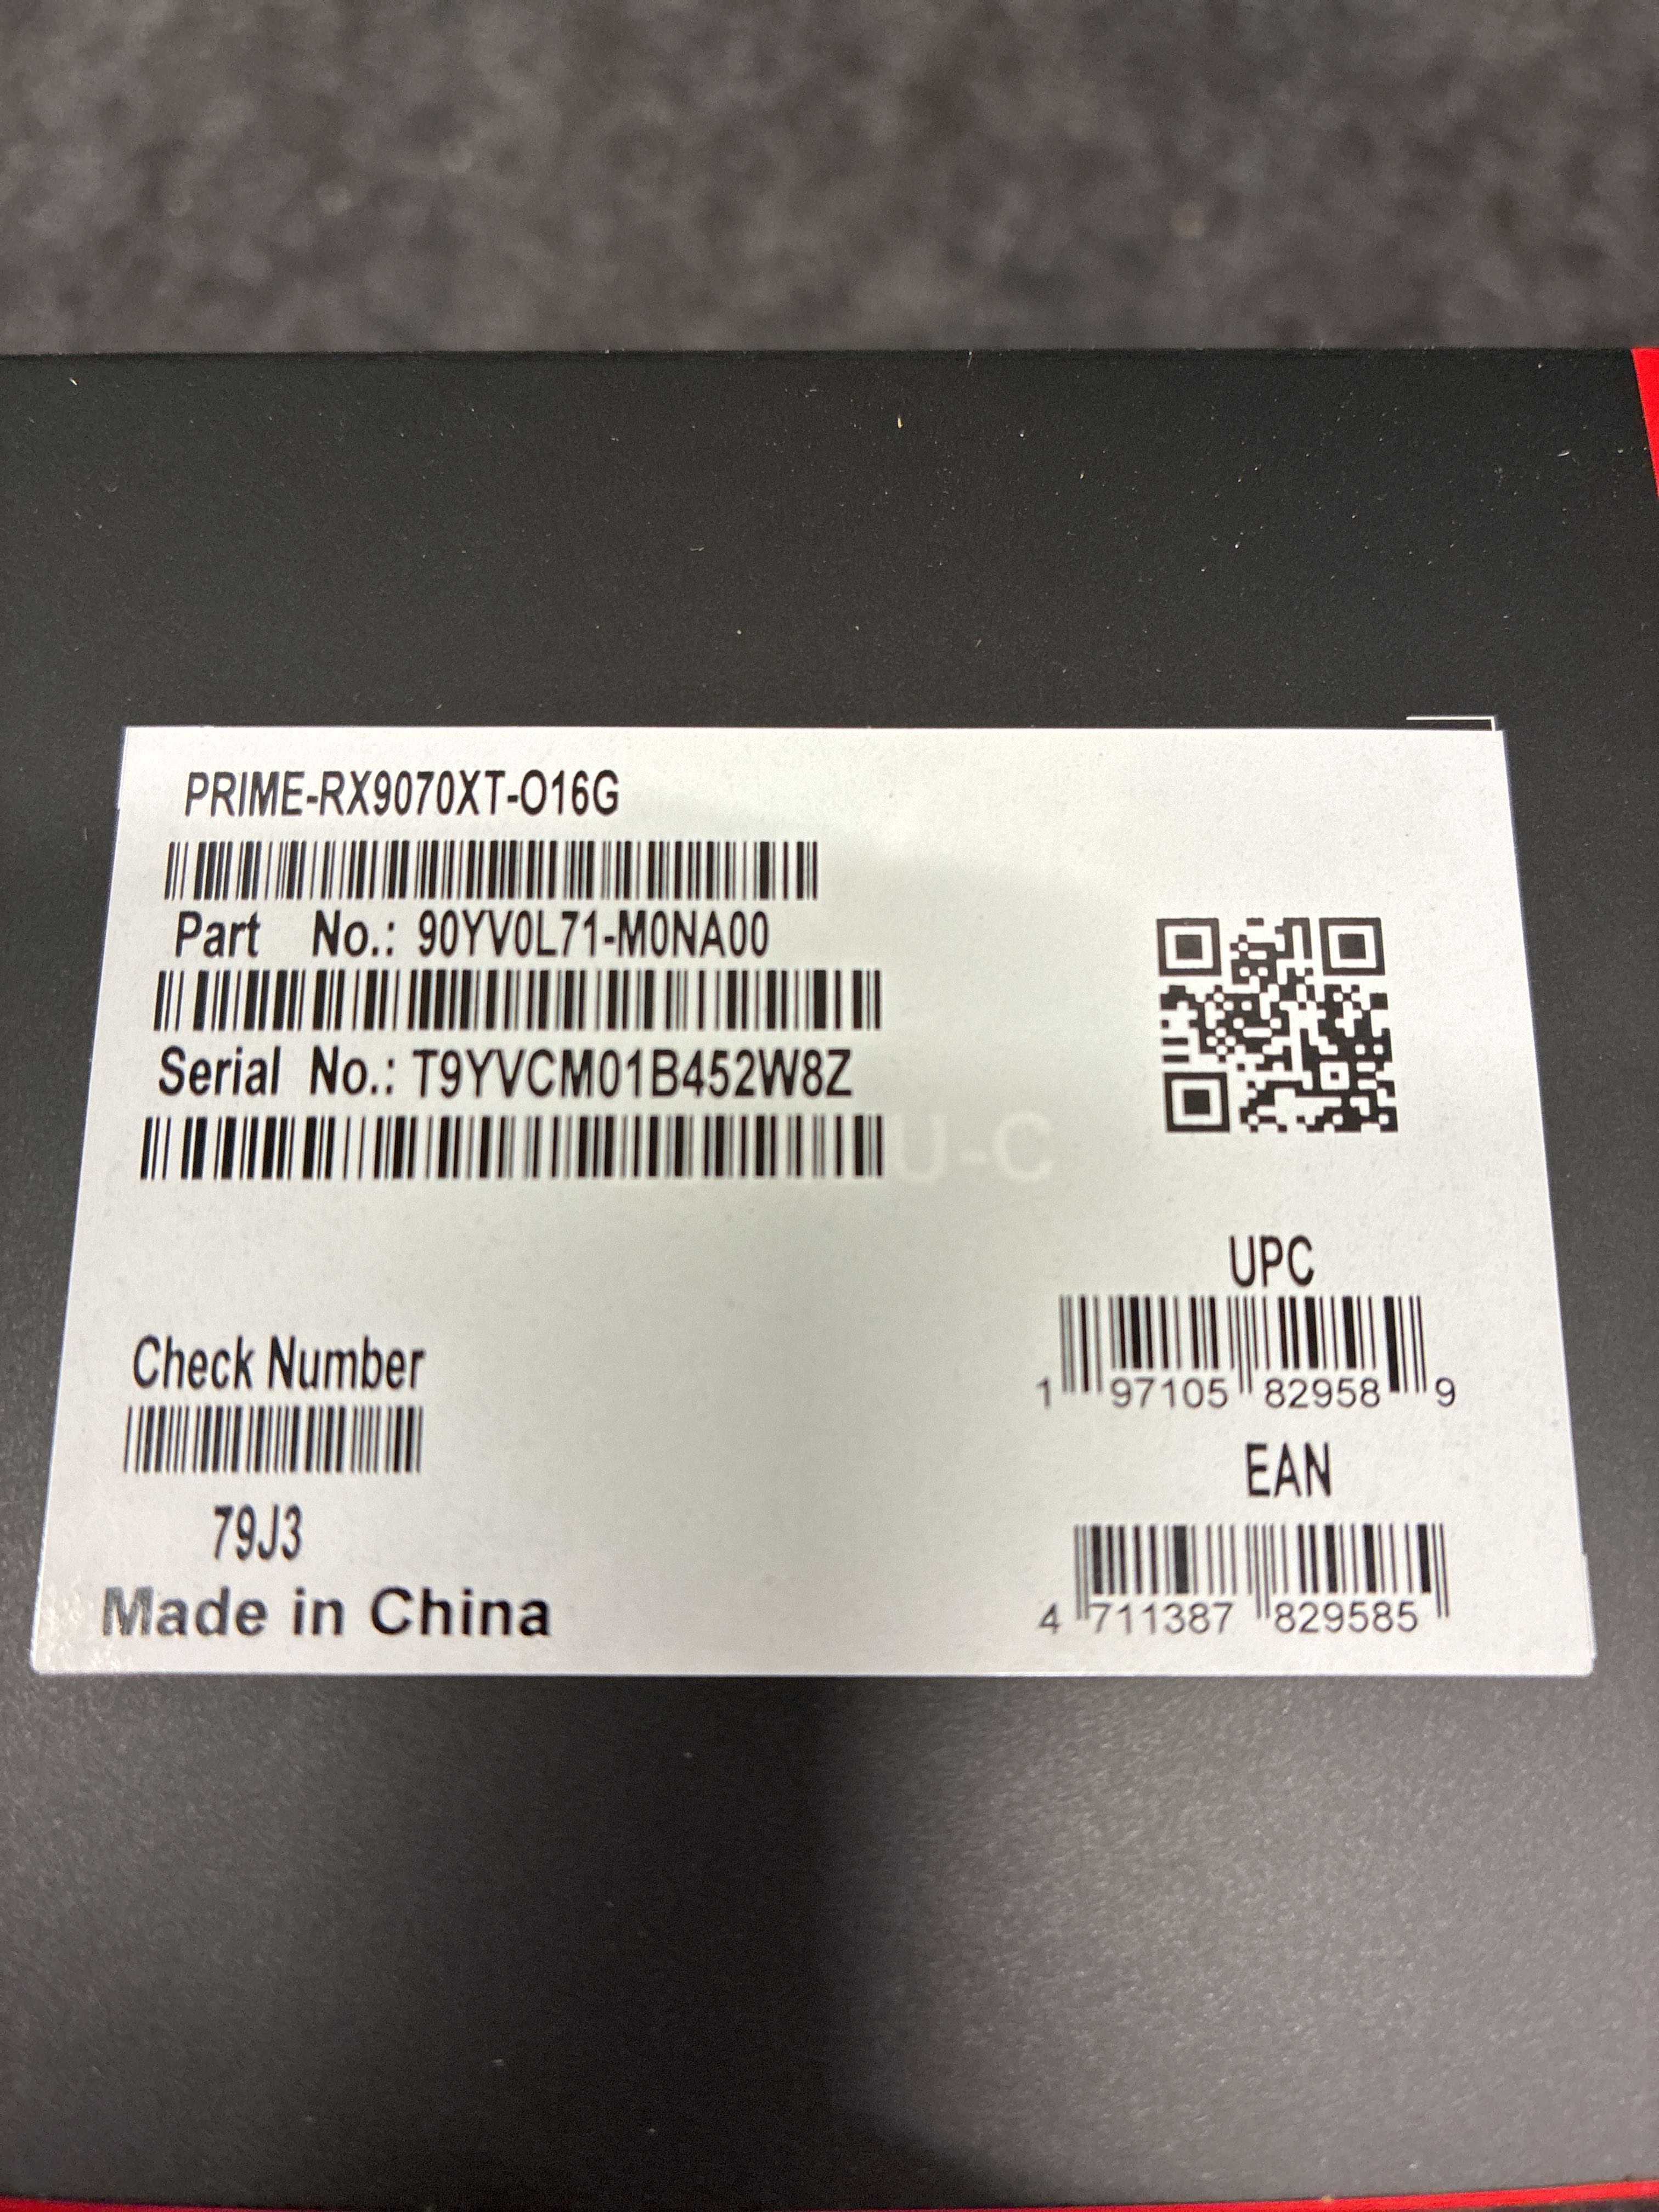 PRIME-RX9070XT-O16G
Part No.: 90YV0L71-M0NA00
Serial No.: T9YVCM01B452W8Z
U-C
UPC
1 97105 82958 9
Check Number
EAN
79J3
4 711387 829585
Made in China